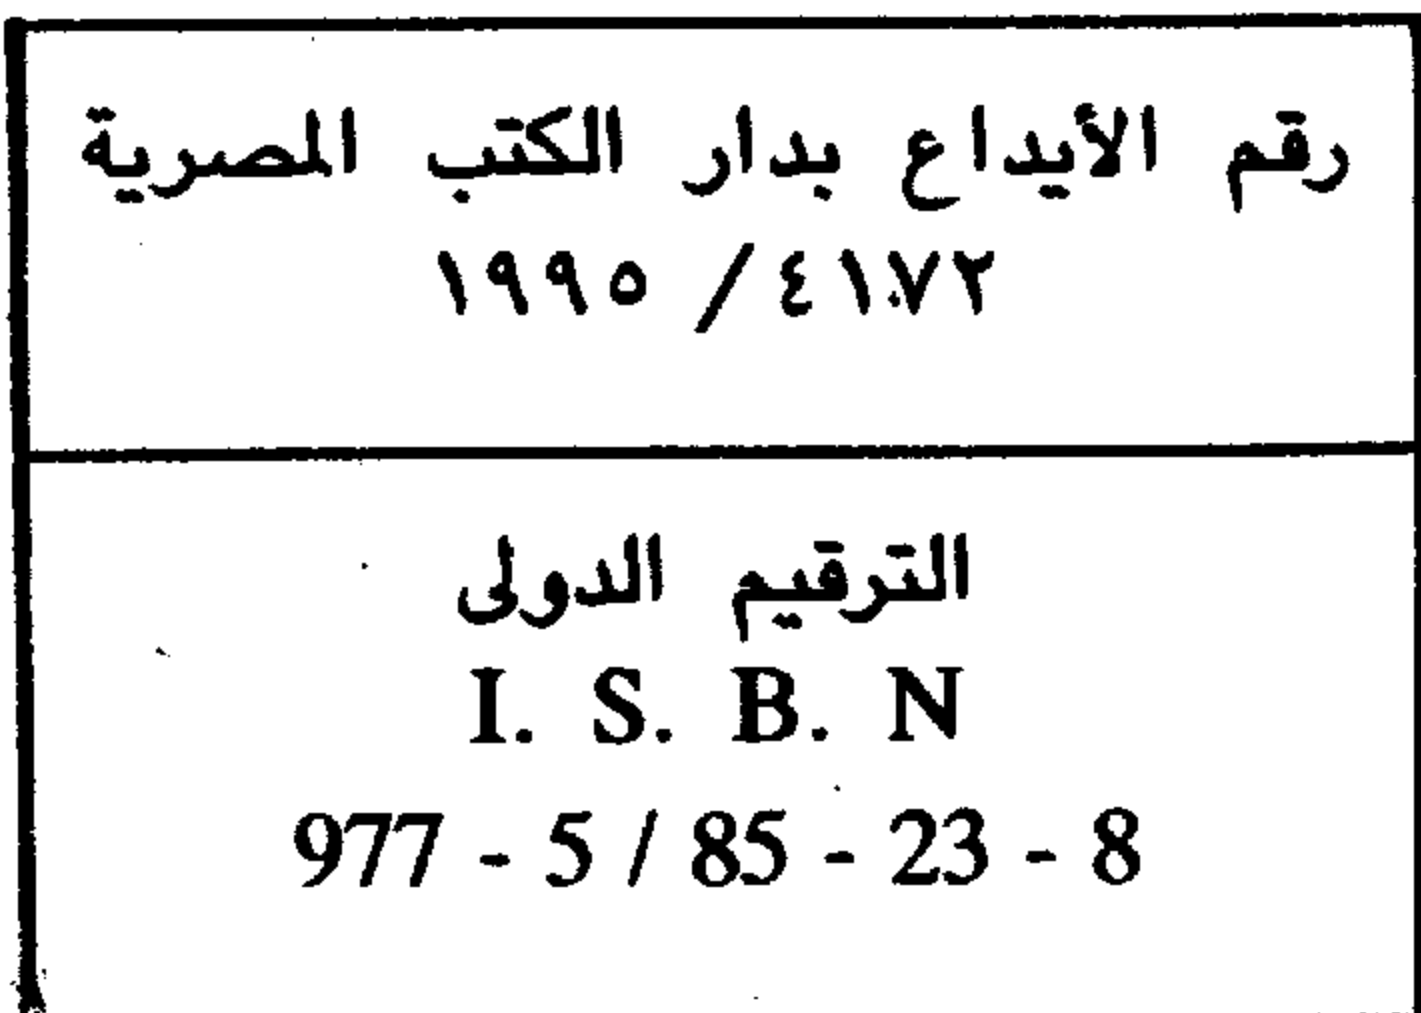 رقم الأيداع بدار الكتب المصرية
٤١٧٢/ ١٩٩٥
الترقيم الدولى
I. S. B. N
977 - 5 / 85 - 23 - 8